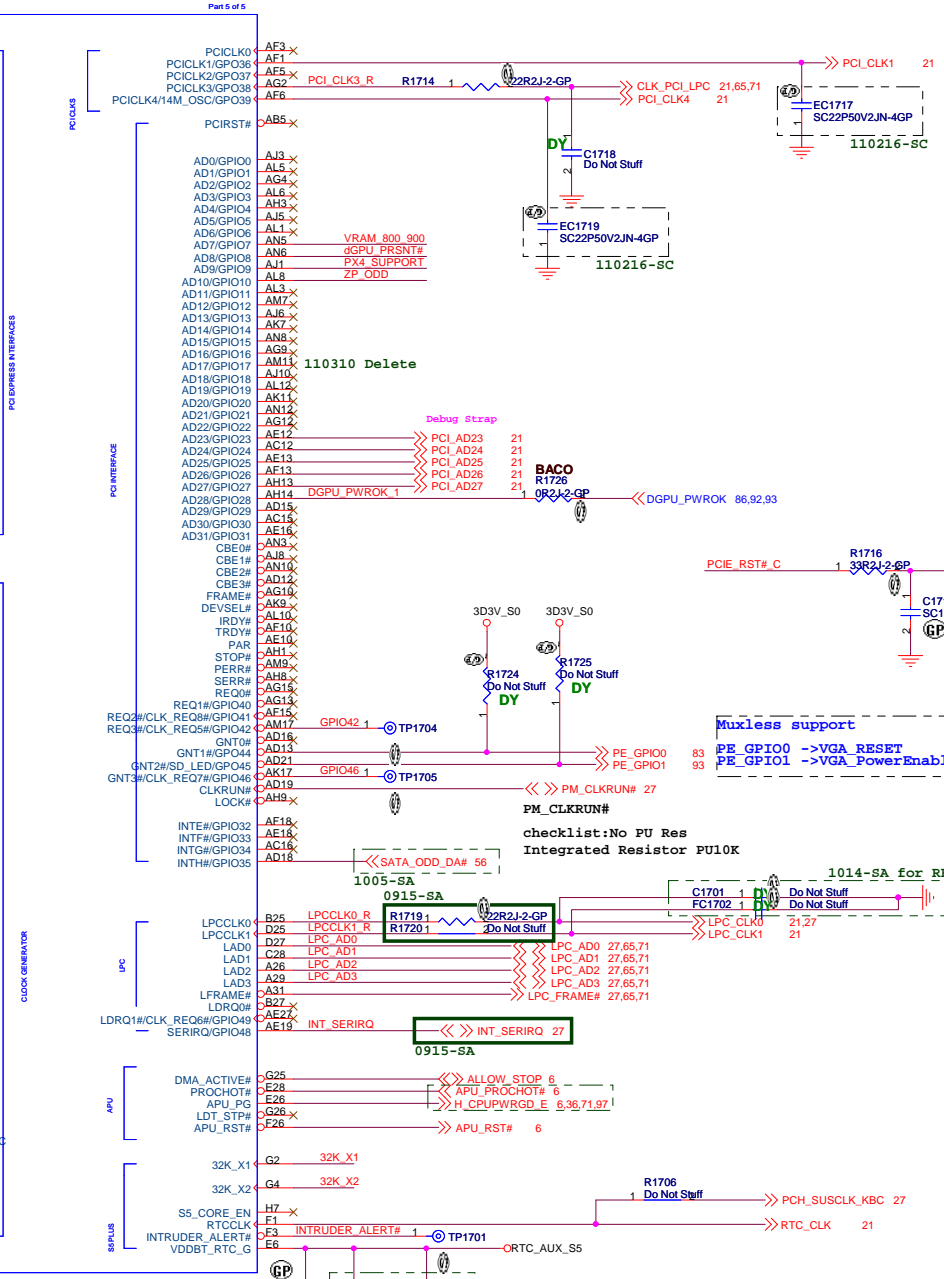 Part 5 of 5
PCICLKS
PCI EXPRESS INTERFACES
PCI INTERFACE
CLOCK GENERATOR
LPC
APU
S5 PLUS
PCICLK0 AF3
PCICLK1/GPO36 AF1 PCI_CLK1 21
PCICLK2/GPO37 AF5
PCICLK3/GPO38 AG2 PCI_CLK3_R R1714 1 22R2J-2-GP CLK_PCI_LPC 21,65,71
PCICLK4/14M_OSC/GPO39 AF6 PCI_CLK4 21
EC1717
SC22P50V2JN-4GP
1
110216-SC
PCIRST# AB5
DY 1
C1718
Do Not Stuff
2
EC1719
SC22P50V2JN-4GP
1
110216-SC
AD0/GPIO0 AJ3
AD1/GPIO1 AL5
AD2/GPIO2 AG4
AD3/GPIO3 AL6
AD4/GPIO4 AH3
AD5/GPIO5 AJ5
AD6/GPIO6 AL1
AD7/GPIO7 AN5 VRAM_800_900
AD8/GPIO8 AN6 dGPU_PRSNT#
AD9/GPIO9 AJ1 PX4_SUPPORT
AD10/GPIO10 AL8 ZP_ODD
AD11/GPIO11 AL3
AD12/GPIO12 AM7
AD13/GPIO13 AJ6
AD14/GPIO14 AK7
AD15/GPIO15 AN8
AD16/GPIO16 AG9
AD17/GPIO17 AM11 110310 Delete
AD18/GPIO18 AJ10
AD19/GPIO19 AL12
AD20/GPIO20 AK11
AD21/GPIO21 AN12
AD22/GPIO22 AG12
Debug Strap
AD23/GPIO23 AE12 PCI_AD23 21
AD24/GPIO24 AC12 PCI_AD24 21
AD25/GPIO25 AE13 PCI_AD25 21
AD26/GPIO26 AF13 PCI_AD26 21
AD27/GPIO27 AH13 PCI_AD27 21
BACO
R1726
AD28/GPIO28 AH14 DGPU_PWROK_1 1 0R2J-2-GP DGPU_PWROK 86,92,93
AD29/GPIO29 AD15
AD30/GPIO30 AC15
AD31/GPIO31 AE16
CBE0# AN3
CBE1# AJ8
CBE2# AN10
CBE3# AD12
FRAME# AG10
DEVSEL# AK9
IRDY# AL10
TRDY# AF10
PAR AE10
STOP# AH1
PERR# AM9
SERR# AH8
REQ0# AG15
REQ1#/GPIO40 AG13
REQ2#/CLK_REQ8#/GPIO41 AF15
REQ3#/CLK_REQ5#/GPIO42 AM17 GPIO42 1 TP1704
GNT0# AD16
GNT1#/GPO44 AD13 PE_GPIO0 83
GNT2#/SD_LED/GPO45 AD21 PE_GPIO1 93
GNT3#/CLK_REQ7#/GPIO46 AK17 GPIO46 1 TP1705
CLKRUN# AD19 PM_CLKRUN# 27
LOCK# AH9
PCIE_RST#_C 1 R1716
33R2J-2-GP
2
GP
3D3V_S0
3D3V_S0
R1724
Do Not Stuff
DY
1
R1725
Do Not Stuff
DY
1
Muxless support
PE_GPIO0 ->VGA_RESET
PM_CLKRUN#
checklist:No PU Res
Integrated Resistor PU10K
INTE#/GPIO32 AF18
INTF#/GPIO33 AE18
INTG#/GPIO34 AC16
INTH#/GPIO35 AD18 SATA_ODD_DA# 56
1005-SA
0915-SA
1014-SA for
C1701 1 DY Do Not Stuff
FC1702 1 DY Do Not Stuff
LPCCLK0 B25 LPCCLK0_R R1719 1 22R2J-2-GP LPC_CLK0 21,27
LPCCLK1 D25 LPCCLK1_R R1720 1 2 Do Not Stuff LPC_CLK1 21
LAD0 D27 LPC_AD0 LPC_AD0 27,65,71
LAD1 C28 LPC_AD1 LPC_AD1 27,65,71
LAD2 A26 LPC_AD2 LPC_AD2 27,65,71
LAD3 A29 LPC_AD3 LPC_AD3 27,65,71
LFRAME# A31 LPC_FRAME# 27,65,71
LDRQ0# B27
LDRQ1#/CLK_REQ6#/GPIO49 AE27
SERIRQ/GPIO48 AE19 INT_SERIRQ INT_SERIRQ 27
0915-SA
DMA_ACTIVE# G25 ALLOW_STOP 6
PROCHOT# E28 APU_PROCHOT# 6
APU_PG E26 H_CPUPWRGD_E 6,36,71,97
LDT_STP# G26
APU_RST# F26 APU_RST# 6
32K_X1 G2 32K_X1
32K_X2 G4 32K_X2
R1706
1 Do Not Stuff 2 PCH_SUSCLK_KBC 27
S5_CORE_EN H7
RTCCLK F1 RTC_CLK 21
INTRUDER_ALERT# F3 INTRUDER_ALERT# 1 TP1701
VDDBT_RTC_G E6 RTC_AUX_S5
GP